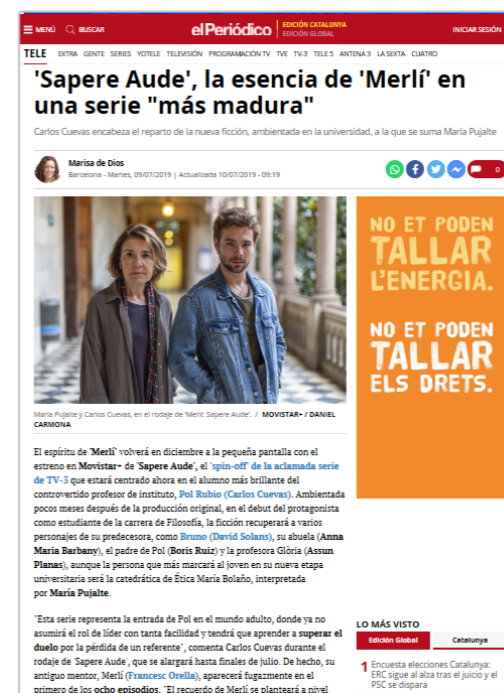 MENÚ BUSCAR elPeriódico EDICIÓN CATALUNYA INICIAR SESIÓN
EDICIÓN GLOBAL
TELE EXTRA GENTE SERIES YOTELE TELEVISIÓN PROGRAMACIÓN TV TVE TV-3 TELE 5 ANTENA 3 LA SEXTA CUATRO
'Sapere Aude', la esencia de 'Merlí' en
una serie "más madura"
Carlos Cuevas encabeza el reparto de la nueva ficción, ambientada en la universidad, a la que se suma María Pujalte
Marisa de Dios
Barcelona - Martes, 09/07/2019 | Actualizada 10/07/2019 - 09:19
0
NO ET PODEN
TALLAR
L'ENERGIA.
NO ET PODEN
TALLAR
ELS DRETS.
María Pujalte y Carlos Cuevas, en el rodaje de 'Merlí: Sapere Aude'. / MOVISTAR+ / DANIEL
CARMONA
El espíritu de 'Merlí' volverá en diciembre a la pequeña pantalla con el
estreno en Movistar+ de 'Sapere Aude', el 'spin-off' de la aclamada serie
de TV-3 que estará centrado ahora en el alumno más brillante del
controvertido profesor de instituto, Pol Rubio (Carlos Cuevas). Ambientada
pocos meses después de la producción original, en el debut del protagonista
como estudiante de la carrera de Filosofía, la ficción recuperará a varios
personajes de su predecesora, como Bruno (David Solans), su abuela (Anna
Maria Barbany), el padre de Pol (Boris Ruiz) y la profesora Glòria (Assun
Planas), aunque la persona que más marcará al joven en su nueva etapa
universitaria será la catedrática de Ética María Bolaño, interpretada
por María Pujalte.
"Esta serie representa la entrada de Pol en el mundo adulto, donde ya no
asumirá el rol de líder con tanta facilidad y tendrá que aprender a superar el
duelo por la pérdida de un referente", comenta Carlos Cuevas durante el
rodaje de 'Sapere Aude', que se alargará hasta finales de julio. De hecho, su
antiguo mentor, Merlí (Francesc Orella), aparecerá fugazmente en el
primero de los ocho episodios. "El recuerdo de Merlí se planteará a nivel
LO MÁS VISTO
Edición Global Catalunya
1 Encuesta elecciones Catalunya:
ERC sigue al alza tras el juicio y el
PSC se dispara